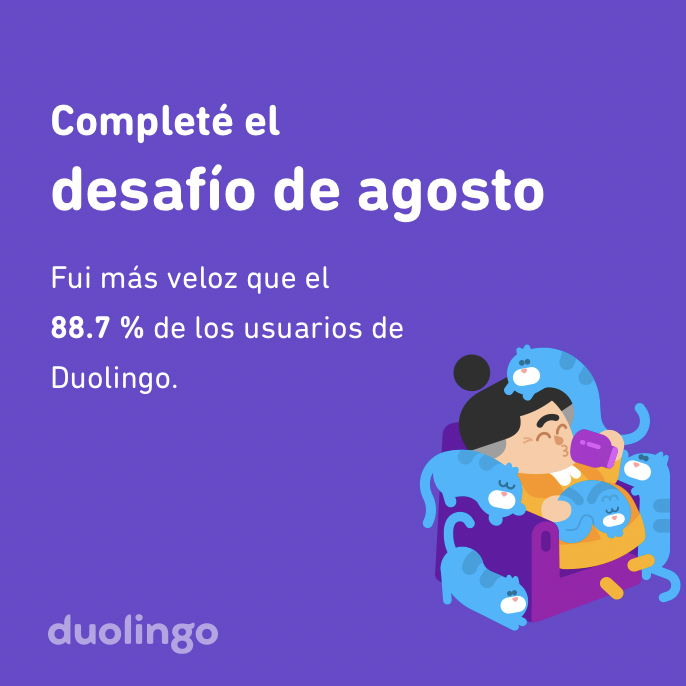 Completé el
desafío de agosto
Fui más veloz que el
88.7 % de los usuarios de
Duolingo.
duolingo